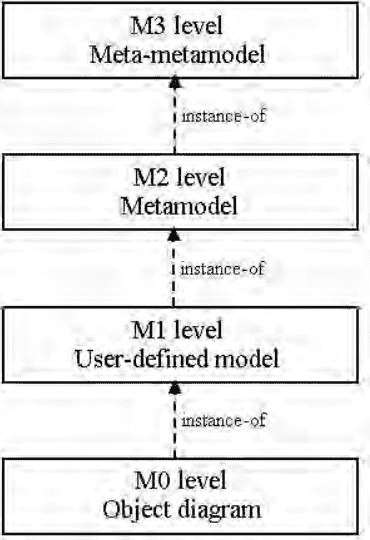 M3 level
Meta-metamodel
instance-of
M2 level
Metamodel
instance-of
M1 level
User-defined model
instance-of
M0 level
Object diagram